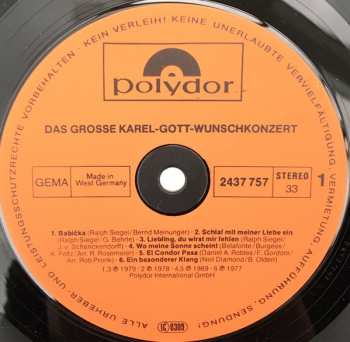 ALLE URHEBER- UND LEISTUNGSSCHUTZRECHTE VORBEHALTEN · KEIN VERLEIH! KEINE UNERLAUBTE VERVIELFÄLTIGUNG, VERMIETUNG, AUFFÜHRUNG, SENDUNG!
polydor
DAS GROSSE KAREL-GOTT-WUNSCHKONZERT
GEMA
Made in
West Germany
2437 757
STEREO
33
1
1. Babička (Ralph Siegel/Bernd Meinunger) · 2. Schlaf mit meiner Liebe ein
(Ralph Siegel/G. Behrle) · 3. Liebling, du wirst mir fehlen (Ralph Siegel/
J. v. Schenckendorff) · 4. Wo meine Sonne scheint (Belafonte/Burgess/
K. Feltz/Arr. R. Rosemeier) · 5. El Condor Pasa (Daniel A. Robles/F. Gordoni/
Arr. Rob Pronk) · 6. Ein besonderer Klang (Neil Diamond/B. Olden)
1.3 ℗ 1979 · 2 ℗ 1978 · 4.5 ℗ 1969 · 6 ℗ 1977
Polydor International GmbH
LC 0309